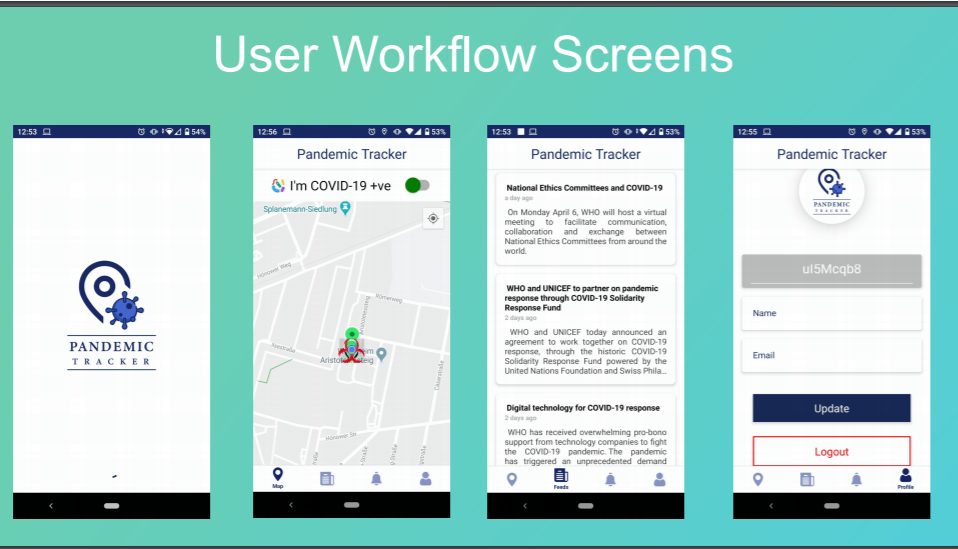 User Workflow Screens
12:53
54%
PANDEMIC
TRACKER
12:56
53%
Pandemic Tracker
I'm COVID-19 +ve
Splanemann-Siedlung
Hönower Weg
Hönower Str.
Map
12:53
53%
Pandemic Tracker
National Ethics Committees and COVID-19
a day ago
On Monday April 6, WHO will host a virtual
meeting to facilitate communication,
collaboration and exchange between
National Ethics Committees from around the
world.
WHO and UNICEF to partner on pandemic
response through COVID-19 Solidarity
Response Fund
2 days ago
WHO and UNICEF today announced an
agreement to work together on COVID-19
response, through the historic COVID-19
Solidarity Response Fund powered by the
United Nations Foundation and Swiss Phila...
Digital technology for COVID-19 response
2 days ago
WHO has received overwhelming pro-bono
support from technology companies to fight
the COVID-19 pandemic. The pandemic
has triggered an unprecedented demand
Feeds
12:55
53%
Pandemic Tracker
PANDEMIC
TRACKER
uI5Mcqb8
Name
Email
Update
Logout
Profile